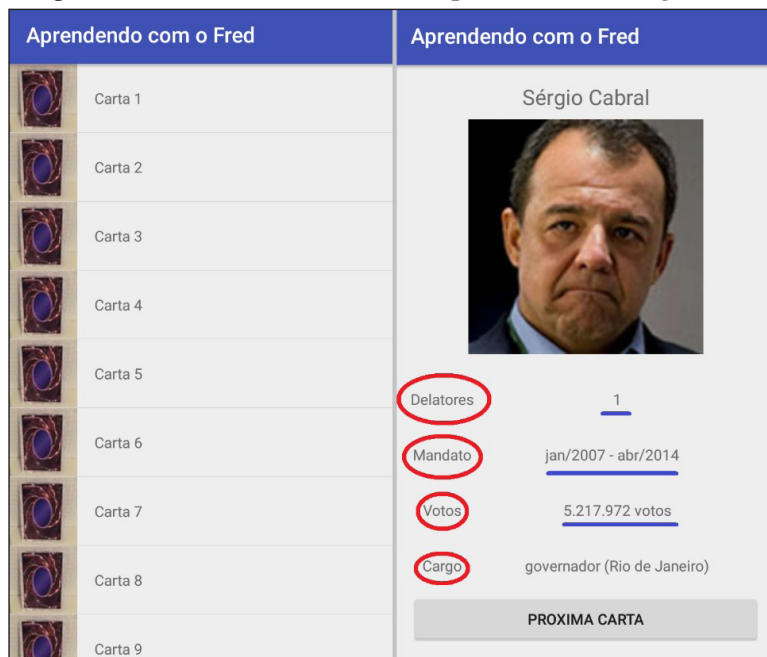 Aprendendo com o Fred
Carta 1
Carta 2
Carta 3
Carta 4
Carta 5
Carta 6
Carta 7
Carta 8
Carta 9
Aprendendo com o Fred
Sérgio Cabral
Delatores 1
Mandato jan/2007 - abr/2014
Votos 5.217.972 votos
Cargo governador (Rio de Janeiro)
PROXIMA CARTA